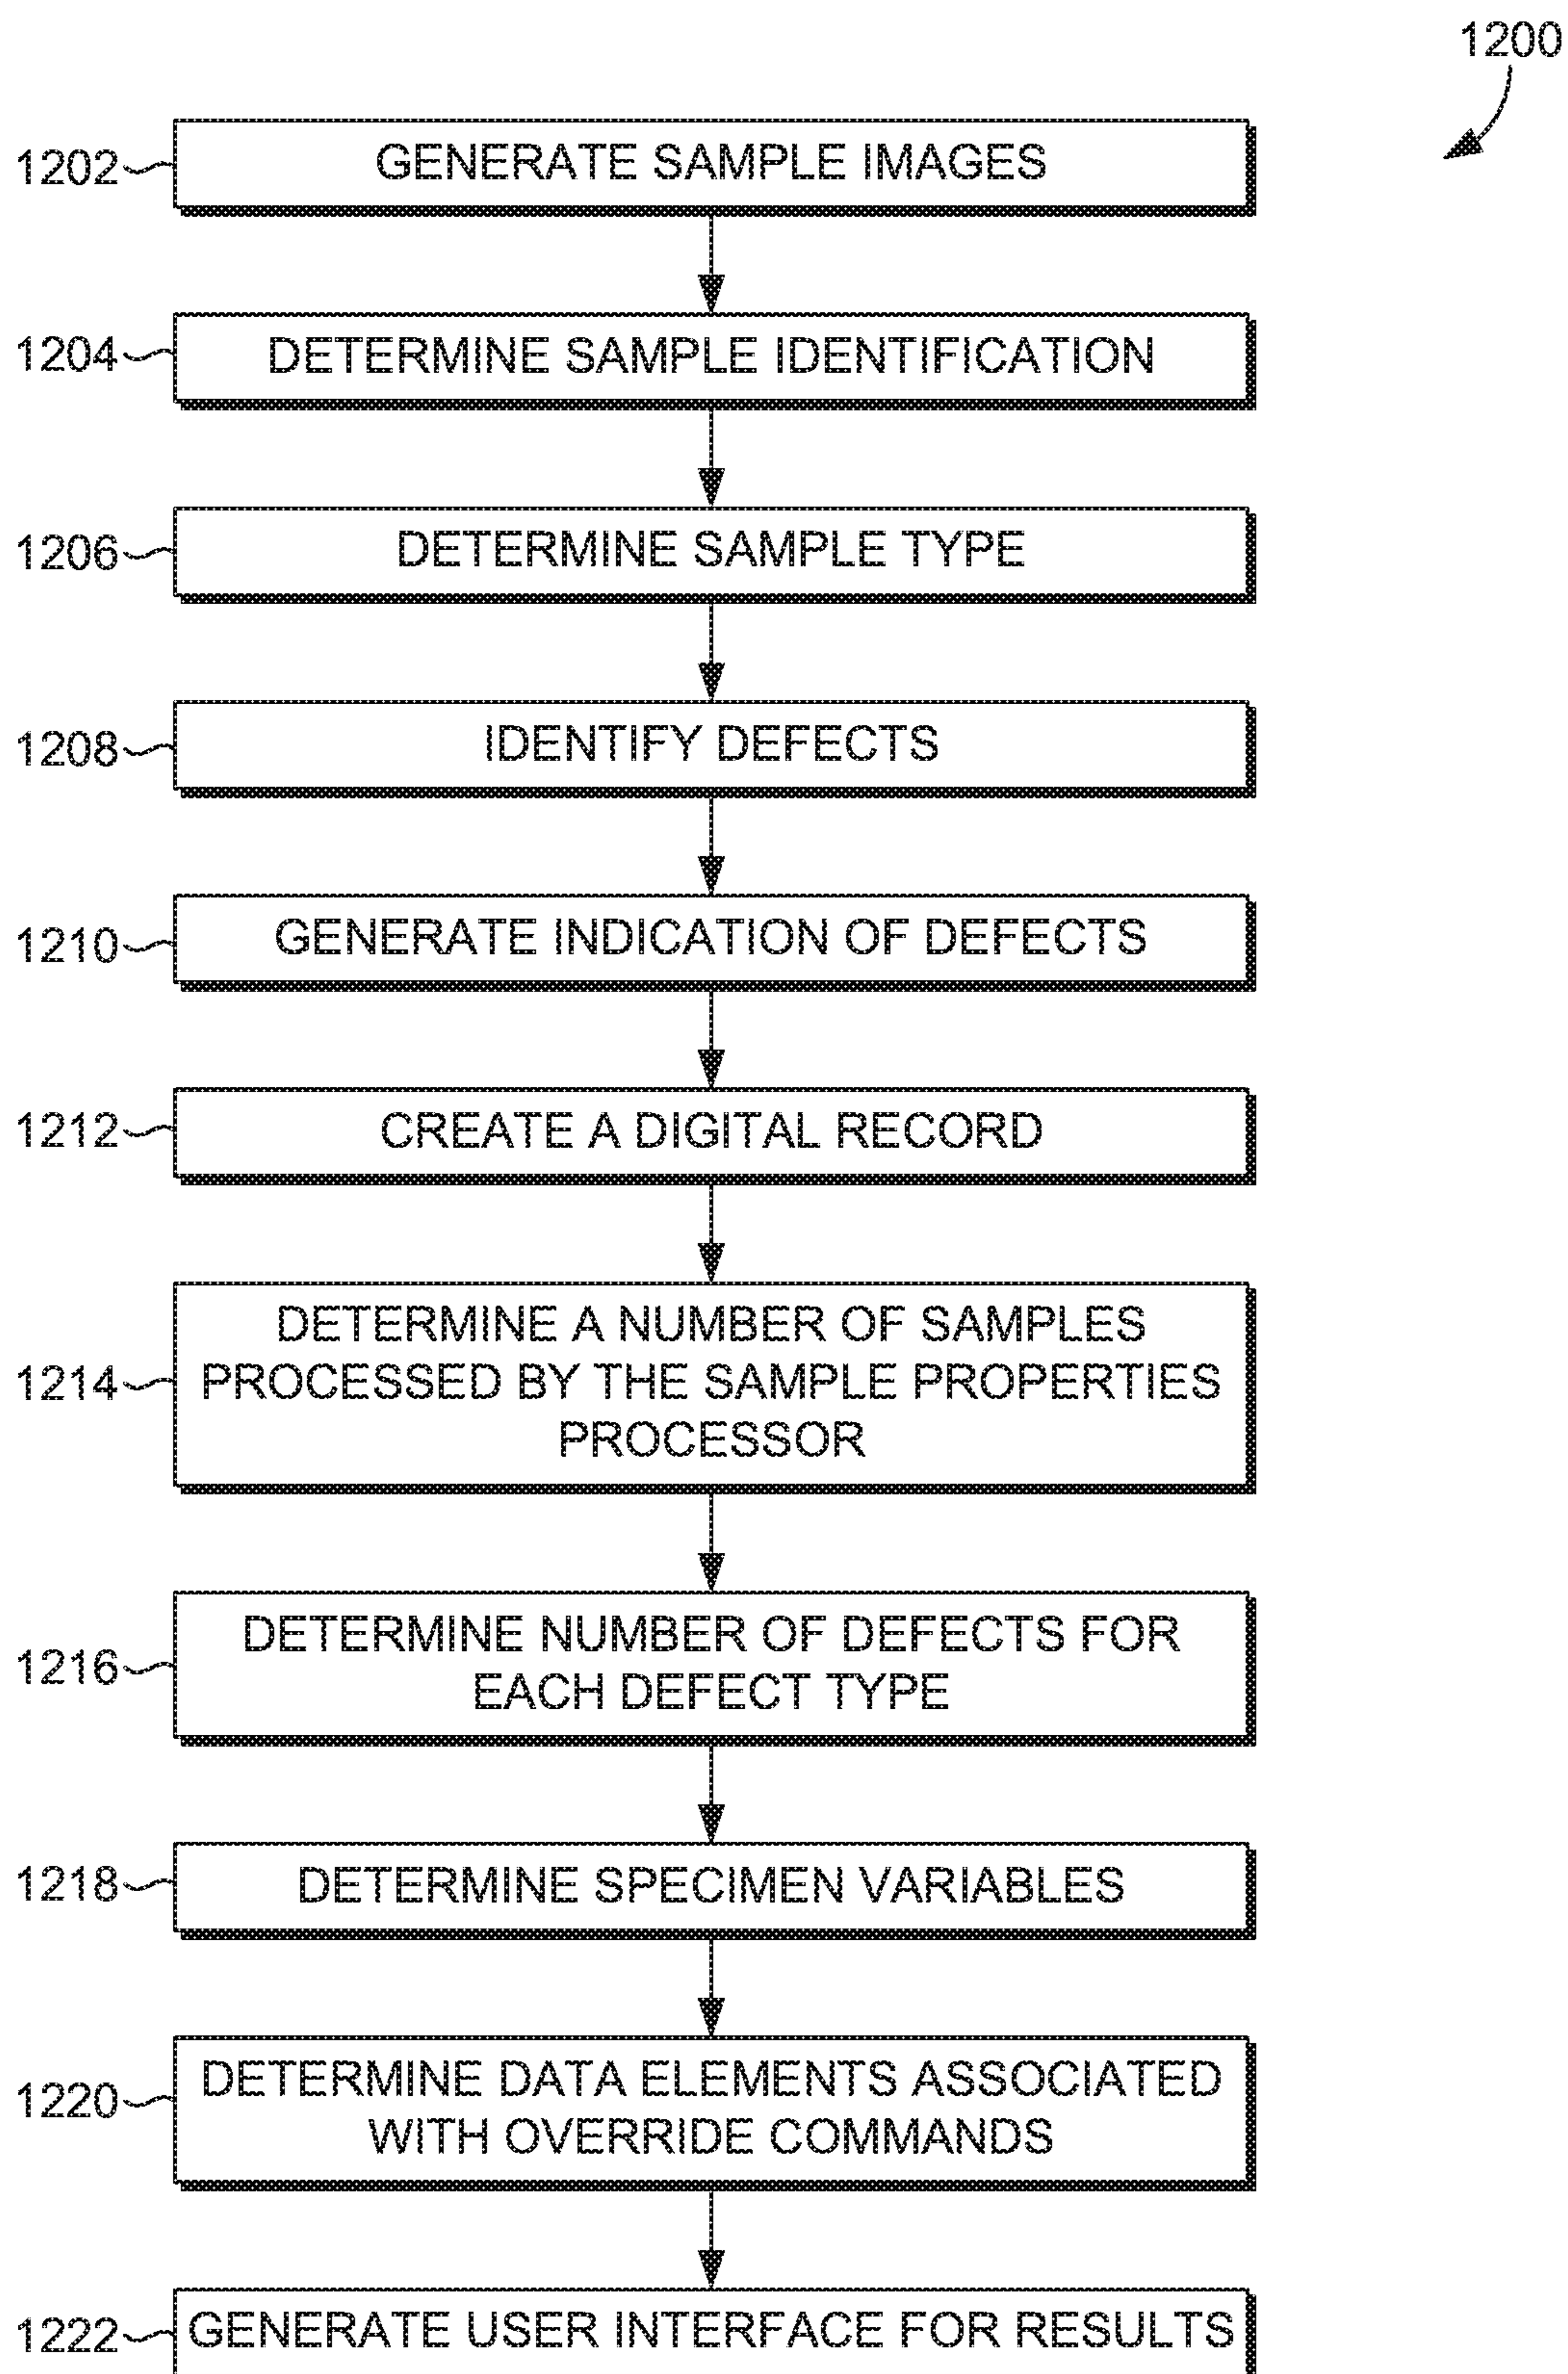 1200
1202 GENERATE SAMPLE IMAGES
1204 DETERMINE SAMPLE IDENTIFICATION
1206 DETERMINE SAMPLE TYPE
1208 IDENTIFY DEFECTS
1210 GENERATE INDICATION OF DEFECTS
1212 CREATE A DIGITAL RECORD
DETERMINE A NUMBER OF SAMPLES
1214 PROCESSED BY THE SAMPLE PROPERTIES
PROCESSOR
1216
DETERMINE NUMBER OF DEFECTS FOR
EACH DEFECT TYPE
1218 DETERMINE SPECIMEN VARIABLES
1220
DETERMINE DATA ELEMENTS ASSOCIATED
WITH OVERRIDE COMMANDS
1222 GENERATE USER INTERFACE FOR RESULTS